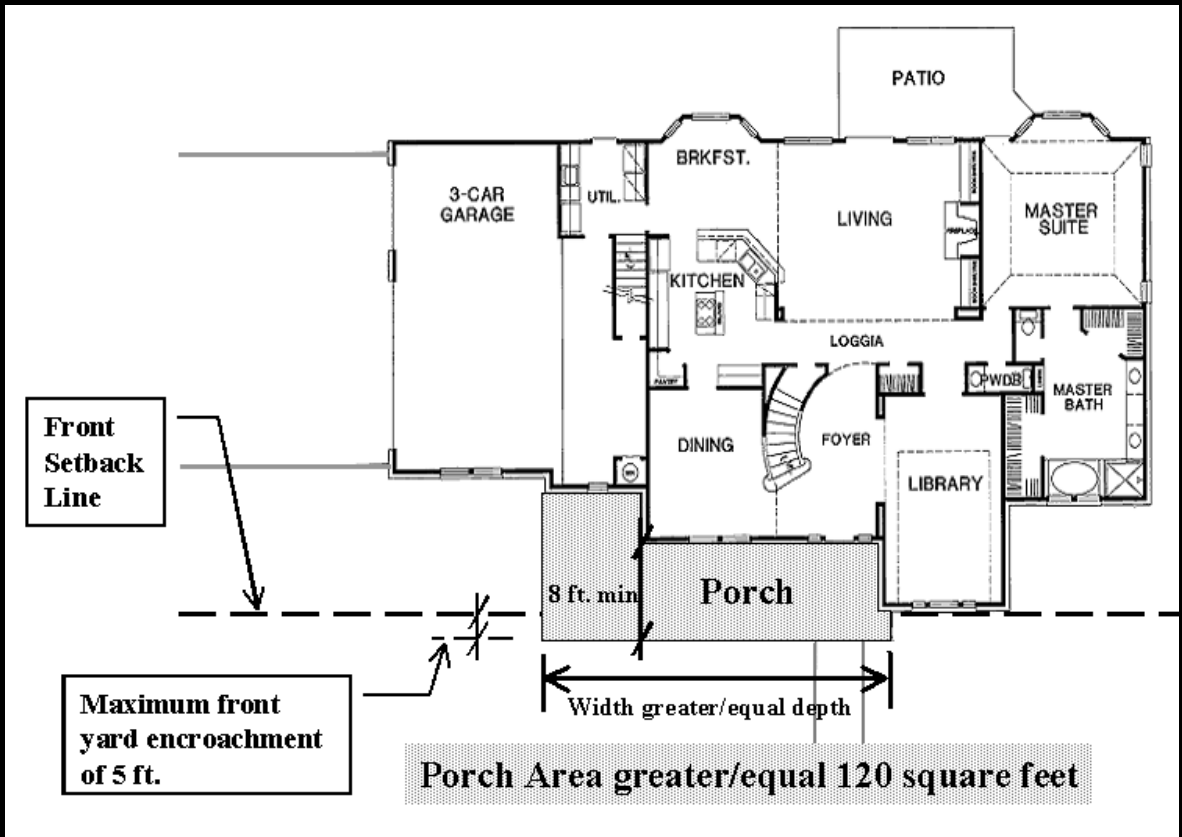 PATIO
BRKFST.
3-CAR
GARAGE
UTIL.
LIVING
MASTER
SUITE
FIREPLACE
KITCHEN
LOGGIA
PANTRY
PWDR
MASTER
BATH
DINING
FOYER
LIBRARY
Front
Setback
Line
8 ft. min
Porch
Maximum front
yard encroachment
of 5 ft.
Width greater/equal depth
Porch Area greater/equal 120 square feet